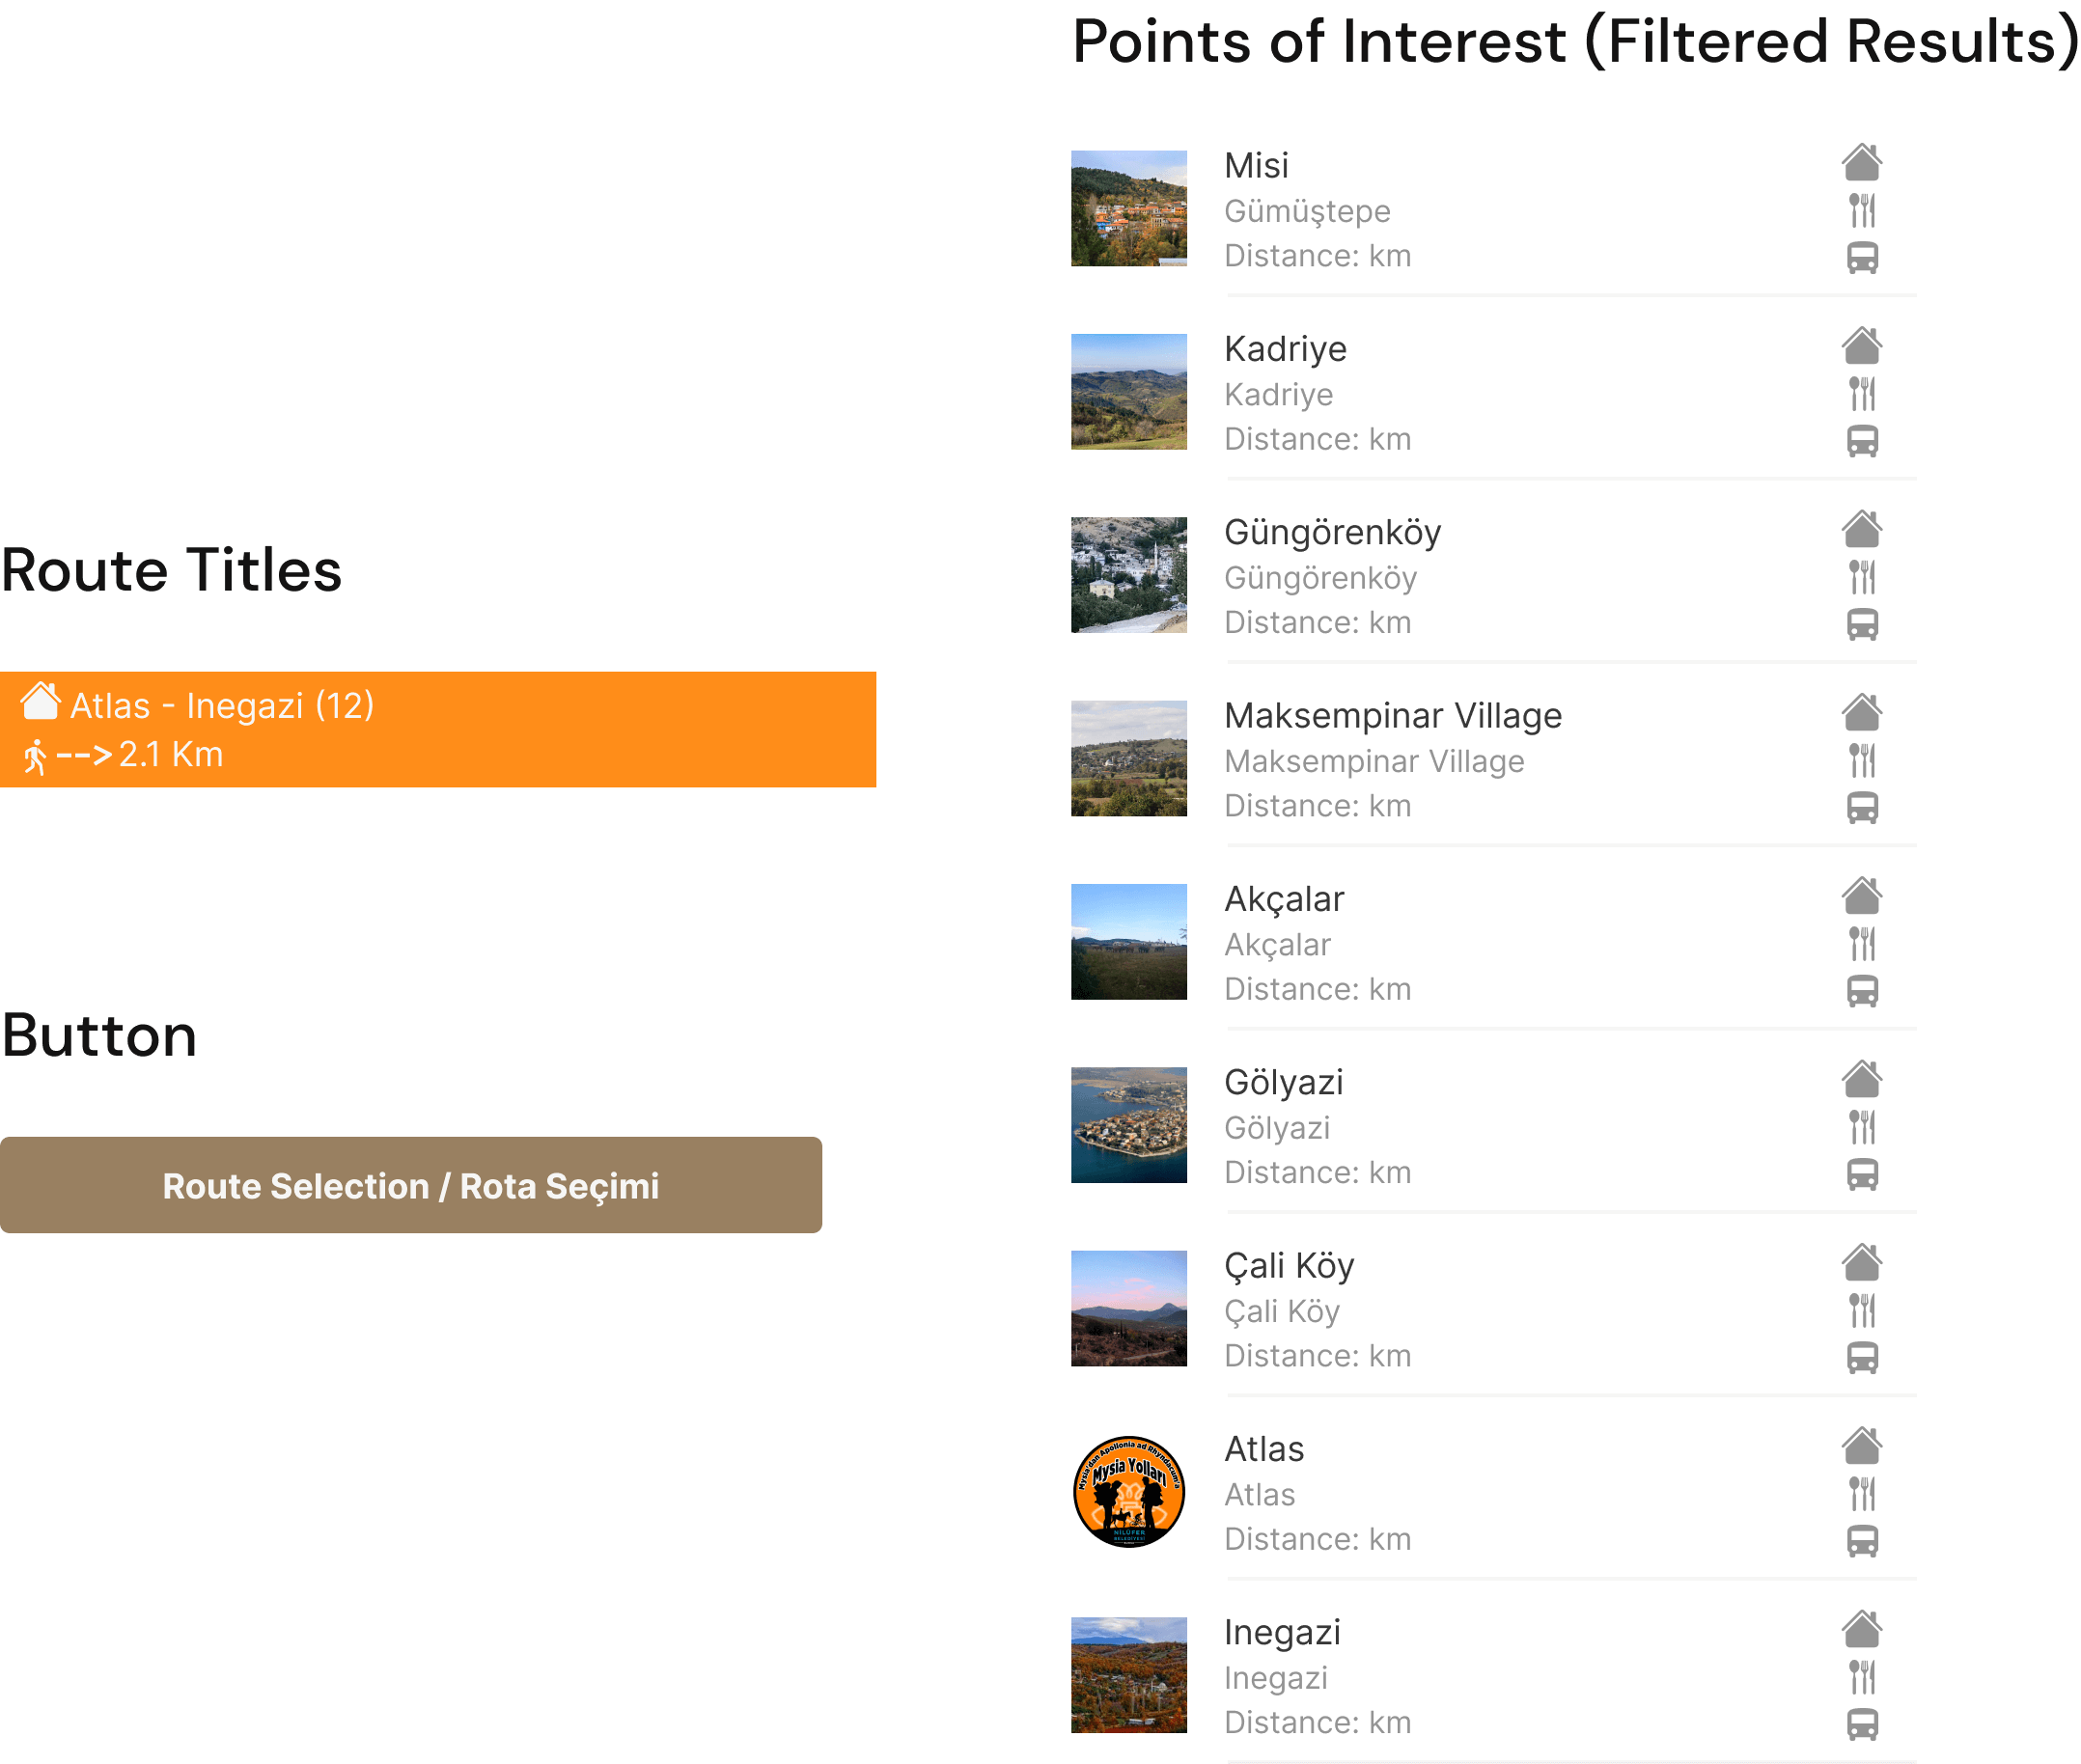 Route Titles
Atlas - Inegazi (12)
-->2.1 Km
Button
Route Selection / Rota Seçimi
Points of Interest (Filtered Results)
Misi
Gümüştepe
Distance: km
Kadriye
Kadriye
Distance: km
Güngörenköy
Güngörenköy
Distance: km
Maksempinar Village
Maksempinar Village
Distance: km
Akçalar
Akçalar
Distance: km
Gölyazi
Gölyazi
Distance: km
Çali Köy
Çali Köy
Distance: km
Mysia'dan Apollonia ad Rhyndacum'a
Mysia Yolları
NİLÜFER
BELEDİYESİ
Atlas
Atlas
Distance: km
Inegazi
Inegazi
Distance: km